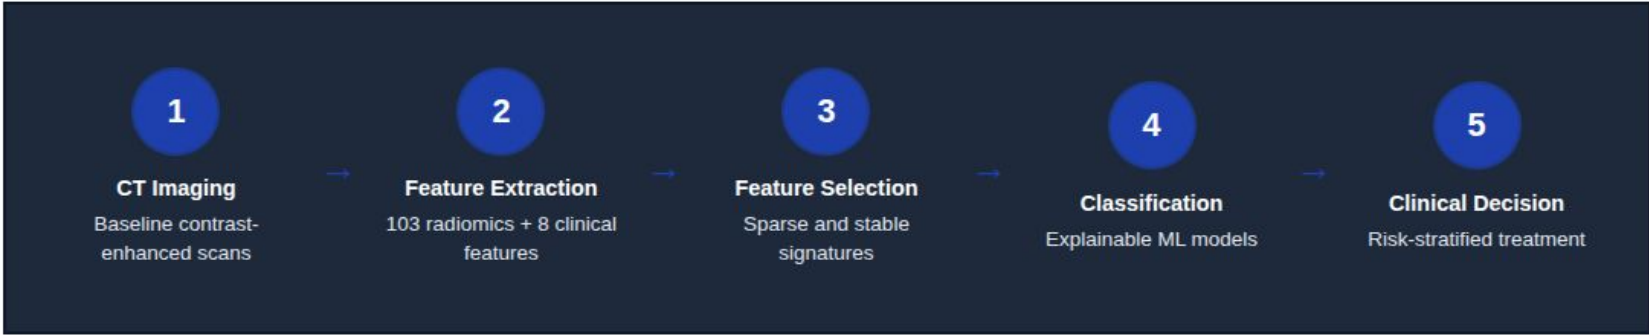 1
CT Imaging
Baseline contrast-
enhanced scans
→
2
Feature Extraction
103 radiomics + 8 clinical
features
→
3
Feature Selection
Sparse and stable
signatures
→
4
Classification
Explainable ML models
→
5
Clinical Decision
Risk-stratified treatment